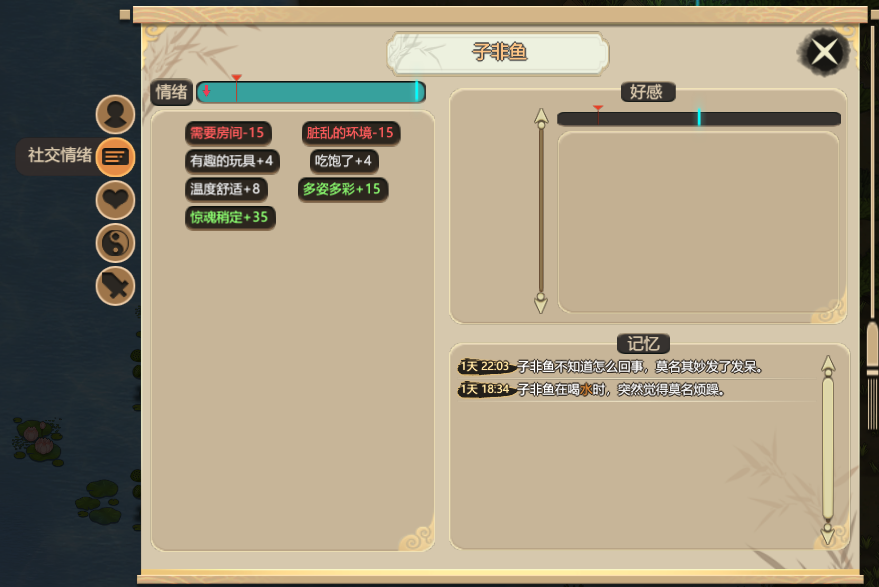 子非鱼
情绪
好感
需要房间-15
脏乱的环境-15
有趣的玩具+4
吃饱了+4
社交情绪
温度舒适+8
多姿多彩+15
惊魂稍定+35
记忆
1天 22:03 子非鱼不知道怎么回事，莫名其妙发了发呆。
1天 18:34 子非鱼在喝水时，突然觉得莫名烦躁。